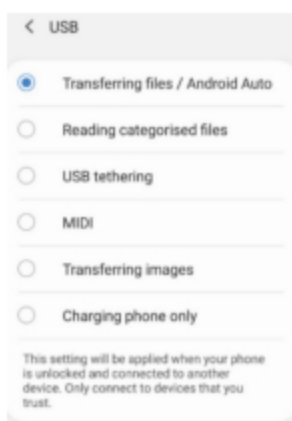 USB
Transferring files / Android Auto
Reading categorised files
USB tethering
MIDI
Transferring images
Charging phone only
This setting will be applied when your phone
is unlocked and connected to another
device. Only connect to devices that you
trust.